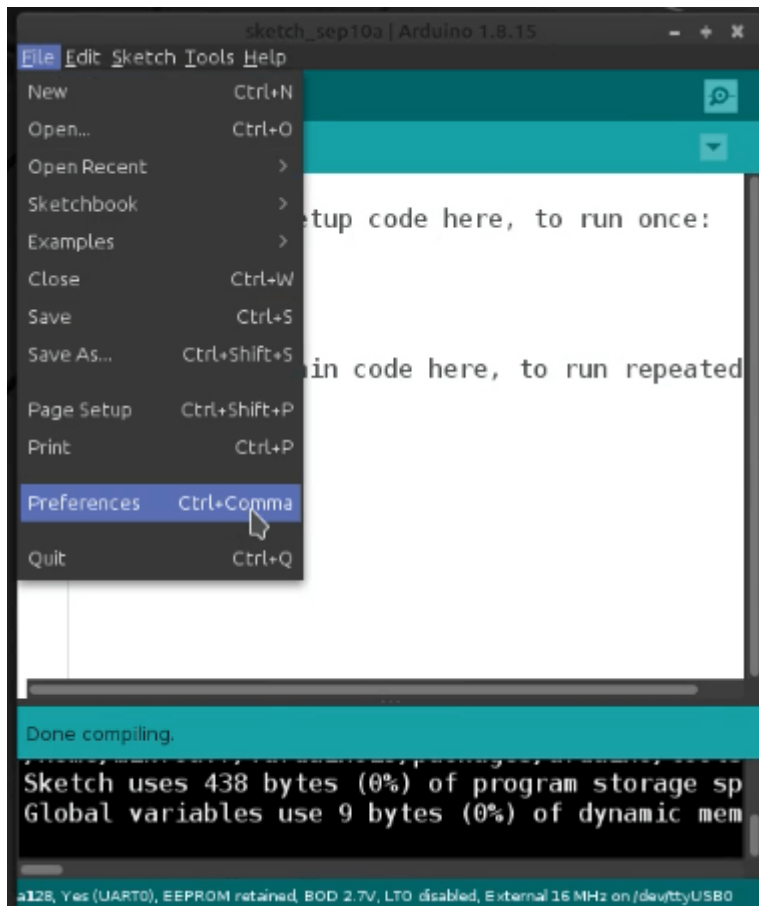 sketch_sep10a | Arduino 1.8.15
File Edit Sketch Tools Help
New Ctrl+N
Open... Ctrl+O
Open Recent
Sketchbook
etup code here, to run once:
Examples
Close Ctrl+W
Save Ctrl+S
Save As... Ctrl+Shift+S
in code here, to run repeated
Page Setup Ctrl+Shift+P
Print Ctrl+P
Preferences Ctrl+Comma
Quit Ctrl+Q
Done compiling.
Sketch uses 438 bytes (0%) of program storage sp
Global variables use 9 bytes (0%) of dynamic mem
a128, Yes (UART0), EEPROM retained, BOD 2.7V, LTO disabled, External 16 MHz on /dev/ttyUSB0